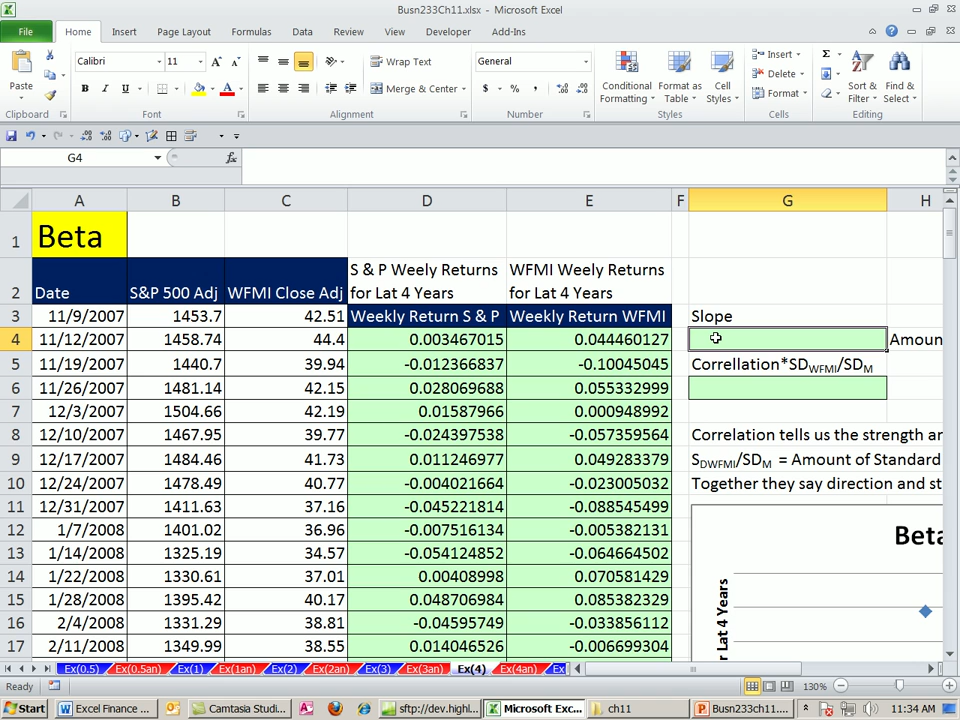 Busn233Ch11.xlsx - Microsoft Excel
File Home Insert Page Layout Formulas Data Review View Developer Add-Ins
Paste
Calibri 11
B I U A
Wrap Text
Merge & Center
General
$ % ,
Conditional Formatting
Format as Table
Cell Styles
Insert
Delete
Format
Sort & Filter
Find & Select
Clipboard Font Alignment Number Styles Cells Editing
G4 fx
A B C D E F G H
1 Beta
2 Date S&P 500 Adj WFMI Close Adj S & P Weely Returns for Lat 4 Years WFMI Weely Returns for Lat 4 Years
3 11/9/2007 1453.7 42.51 Weekly Return S & P Weekly Return WFMI Slope
4 11/12/2007 1458.74 44.4 0.003467015 0.044460127 Amoun
5 11/19/2007 1440.7 39.94 -0.012366837 -0.10045045 Correllation*SDWFMI/SDM
6 11/26/2007 1481.14 42.15 0.028069688 0.055332999
7 12/3/2007 1504.66 42.19 0.01587966 0.000948992
8 12/10/2007 1467.95 39.77 -0.024397538 -0.057359564 Correlation tells us the strength an
9 12/17/2007 1484.46 41.73 0.011246977 0.049283379 SDWFMI/SDM = Amount of Standard
10 12/24/2007 1478.49 40.77 -0.004021664 -0.023005032 Together they say direction and st
11 12/31/2007 1411.63 37.16 -0.045221814 -0.088545499
12 1/7/2008 1401.02 36.96 -0.007516134 -0.005382131 Beta
13 1/14/2008 1325.19 34.57 -0.054124852 -0.064664502
14 1/22/2008 1330.61 37.01 0.00408998 0.070581429
15 1/28/2008 1395.42 40.17 0.048706984 0.085382329
16 2/4/2008 1331.29 38.81 -0.04595749 -0.033856112
17 2/11/2008 1349.99 38.55 0.014046526 -0.006699304
r Lat 4 Years
Ex(0.5) Ex(0.5an) Ex(1) Ex(1an) Ex(2) Ex(2an) Ex(3) Ex(3an) Ex(4) Ex(4an) Ex
Ready 130%
Start Excel Finance ... Camtasia Studi... sftp://dev.highl... Microsoft Exc... ch11 Busn233Ch11.... 11:34 AM